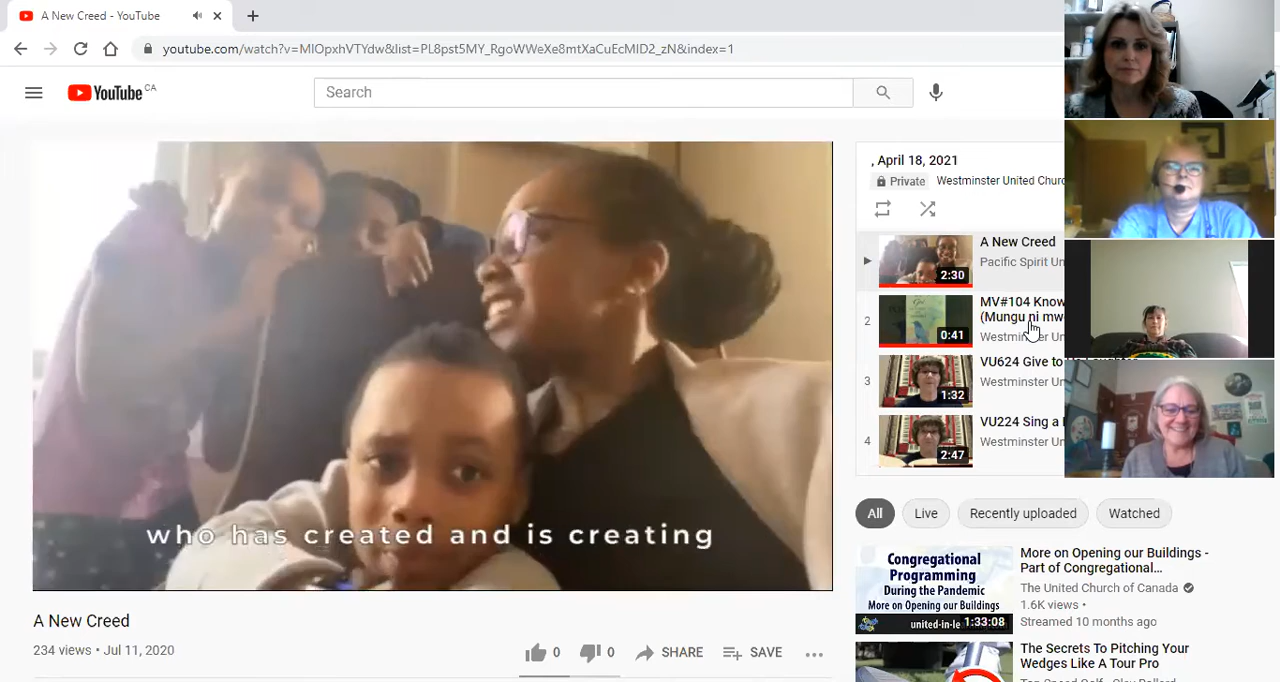 A New Creed - YouTube
youtube.com/watch?v=MIOpxhVTYdw&list=PL8pst5MY_RgoWWeXe8mtXaCuEcMID2_zN&index=1
YouTube CA
Search
who has created and is creating
A New Creed
234 views • Jul 11, 2020
0
0
SHARE
SAVE
, April 18, 2021
Private
Westminster United Churc
A New Creed
Pacific Spirit Un
2:30
2
MV#104 Know
(Mungu ni mw
Westminster Un
0:41
3
VU624 Give to
Westminster Un
1:32
4
VU224 Sing a
Westminster Un
2:47
All
Live
Recently uploaded
Watched
Congregational
Programming
During the Pandemic
More on Opening our Buildings
united-in-le
1:33:08
More on Opening our Buildings -
Part of Congregational...
The United Church of Canada
1.6K views •
Streamed 10 months ago
The Secrets To Pitching Your
Wedges Like A Tour Pro